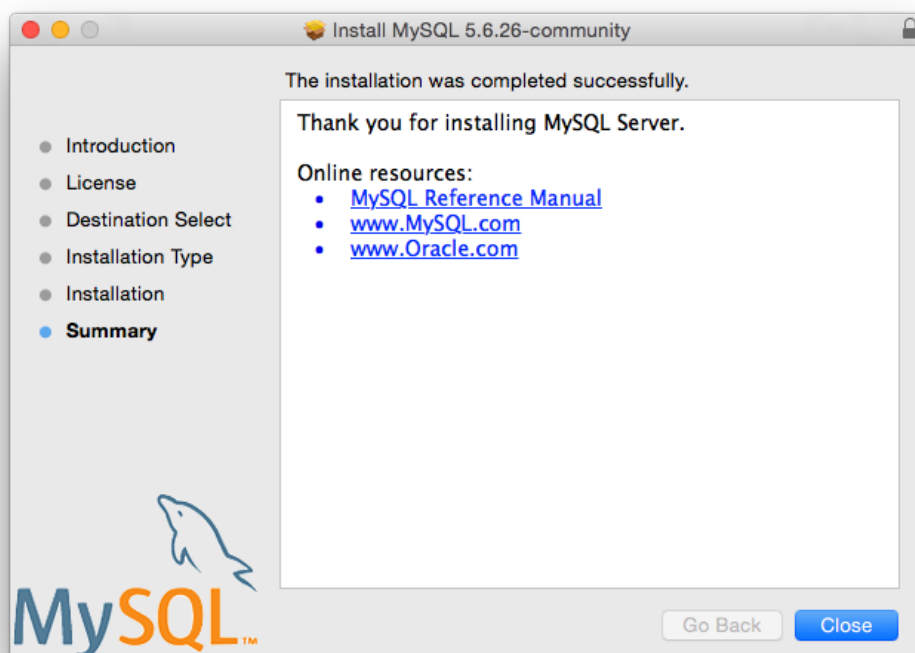 Install MySQL 5.6.26-community
The installation was completed successfully.
Introduction
License
Destination Select
Installation Type
Installation
Summary
Thank you for installing MySQL Server.
Online resources:
• MySQL Reference Manual
• www.MySQL.com
• www.Oracle.com
MySQL™
Go Back
Close